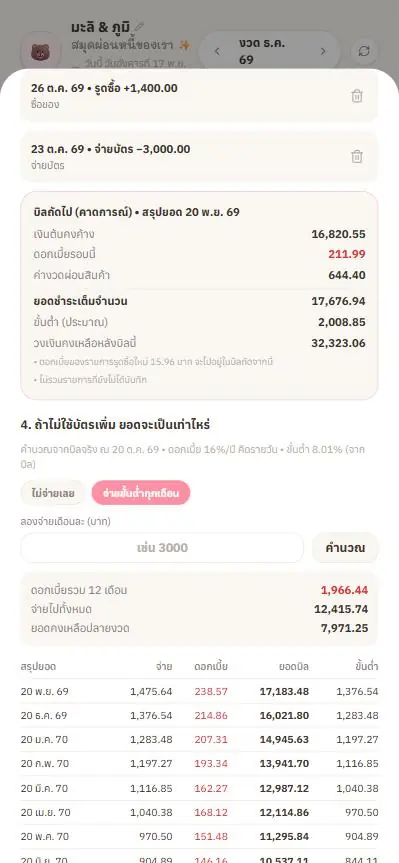 มะลิ & ภูมิ
สมุดผ่อนหนี้ของเรา ✨
วันนี้ วันอังคารที่ 17 พ.ย.
งวด ธ.ค. 69
26 ต.ค. 69 • รูดซื้อ +1,400.00
ซื้อของ
23 ต.ค. 69 • จ่ายบัตร −3,000.00
จ่ายบัตร
บิลถัดไป (คาดการณ์) • สรุปยอด 20 พ.ย. 69
เงินต้นคงค้าง 16,820.55
ดอกเบี้ยรอบนี้ 211.99
ค่างวดผ่อนสินค้า 644.40
ยอดชำระเต็มจำนวน 17,676.94
ขั้นต่ำ (ประมาณ) 2,008.85
วงเงินคงเหลือหลังบิลนี้ 32,323.06
• ดอกเบี้ยของรายการรูดซื้อใหม่ 15.96 บาท จะไปอยู่ในบิลถัดจากนี้
• ไม่รวมรายการที่ยังไม่ได้บันทึก
4. ถ้าไม่ใช้บัตรเพิ่ม ยอดจะเป็นเท่าไหร่
คำนวณจากบิลจริง ณ 20 ต.ค. 69 • ดอกเบี้ย 16%/ปี คิดรายวัน • ขั้นต่ำ 8.01% (จาก
บิล)
ไม่จ่ายเลย จ่ายขั้นต่ำทุกเดือน
ลองจ่ายเดือนละ (บาท)
เช่น 3000 คำนวณ
ดอกเบี้ยรวม 12 เดือน 1,966.44
จ่ายไปทั้งหมด 12,415.74
ยอดคงเหลือปลายงวด 7,971.25
สรุปยอด จ่าย ดอกเบี้ย ยอดบิล ขั้นต่ำ
20 พ.ย. 69 1,475.64 238.57 17,183.48 1,376.54
20 ธ.ค. 69 1,376.54 214.86 16,021.80 1,283.48
20 ม.ค. 70 1,283.48 207.31 14,945.63 1,197.27
20 ก.พ. 70 1,197.27 193.34 13,941.70 1,116.85
20 มี.ค. 70 1,116.85 162.27 12,987.12 1,040.38
20 เม.ย. 70 1,040.38 168.12 12,114.86 970.50
20 พ.ค. 70 970.50 151.48 11,295.84 904.89
20 มิ.ย. 70 904.89 146.16 10,537.11 844.11